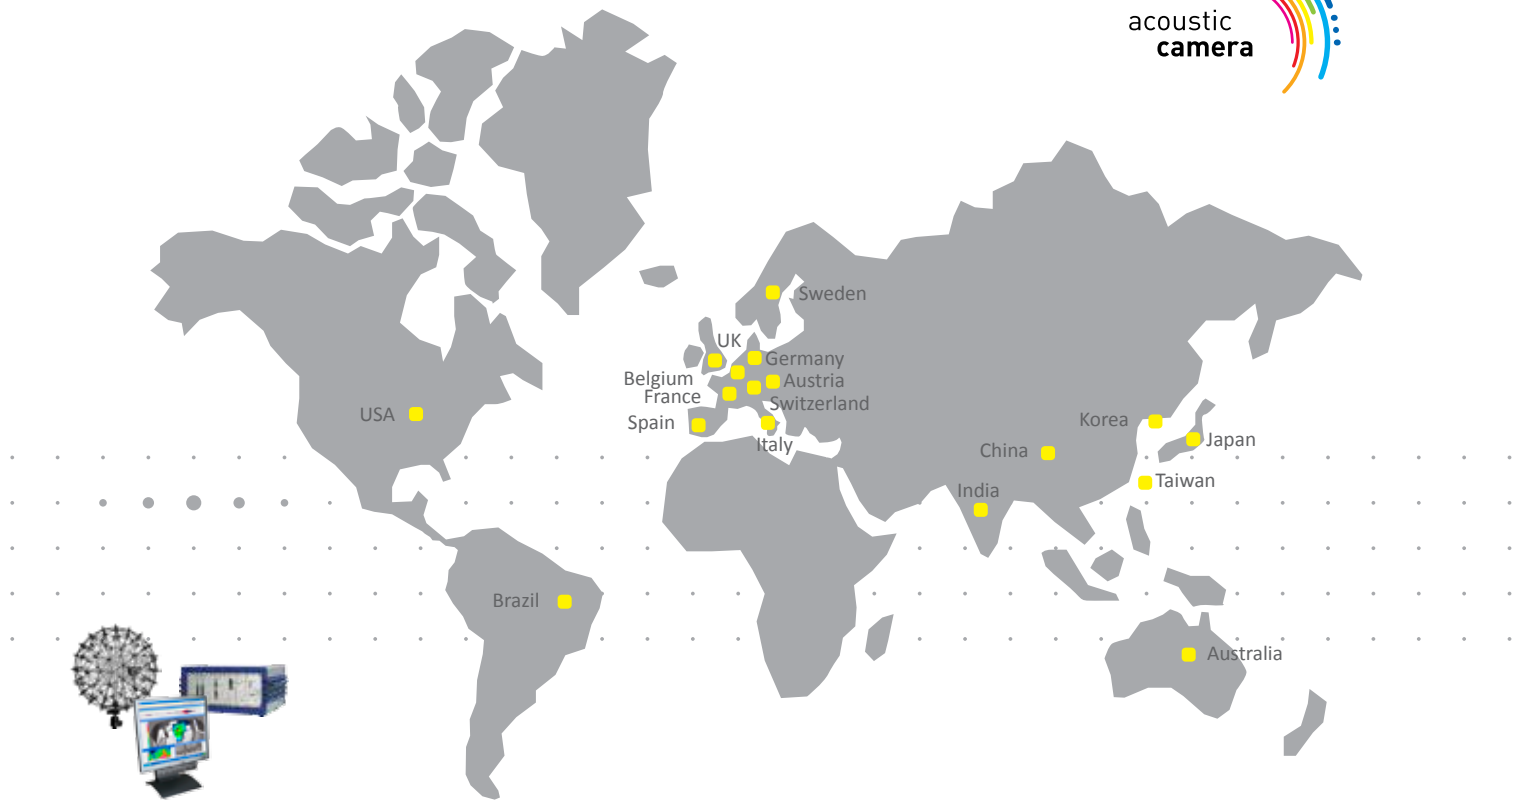 acoustic
camera
Sweden
UK
Germany
Belgium
Austria
France
Switzerland
USA
Spain
Italy
Korea
Japan
China
Taiwan
India
Brazil
Australia